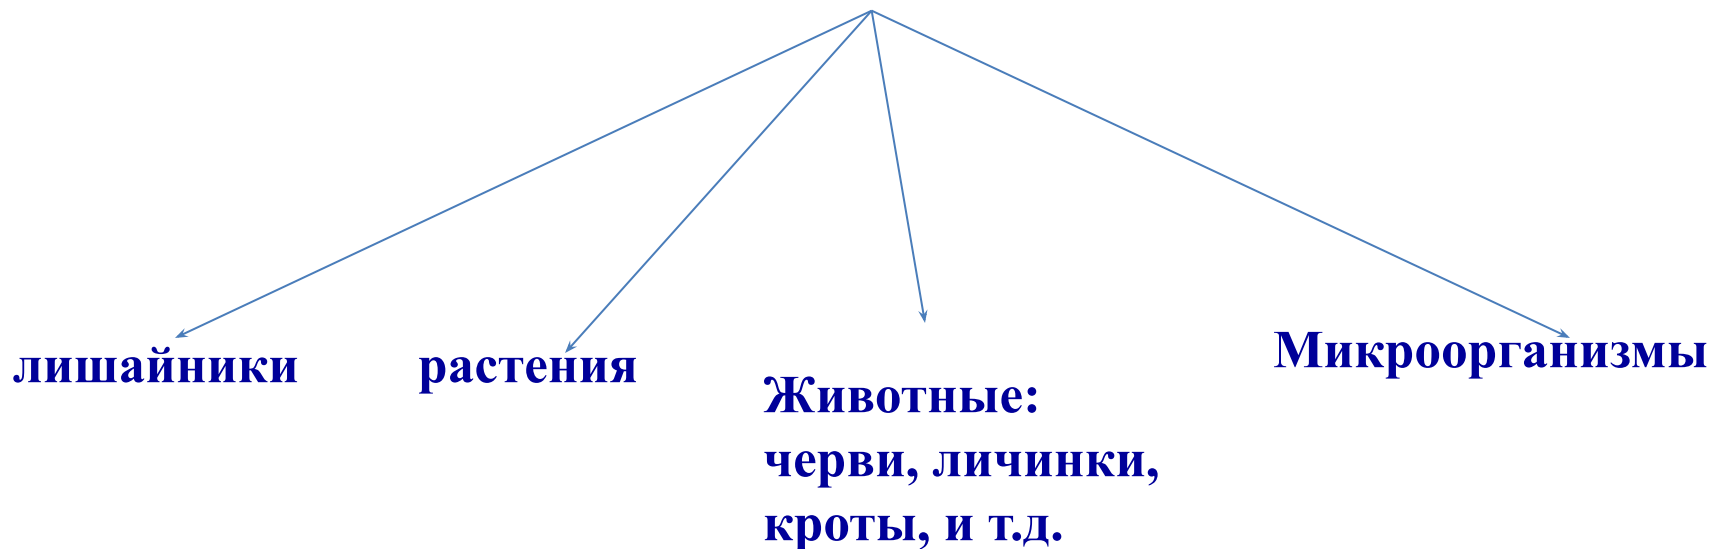 лишайники
растения
Животные:
черви, личинки,
кроты, и т.д.
Микроорганизмы